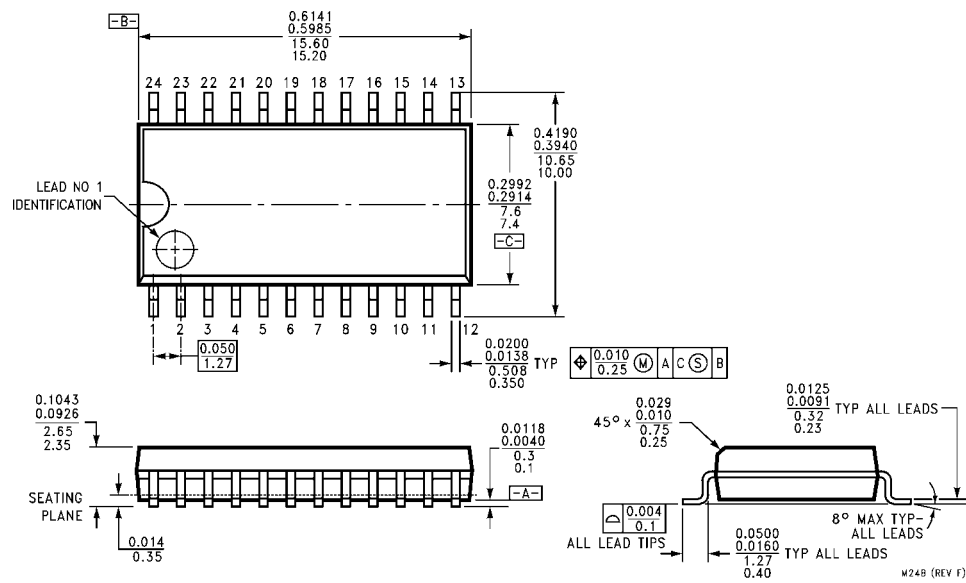 -B-
0.6141
0.5985
15.60
15.20
24 23 22 21 20 19 18 17 16 15 14 13
0.4190
0.3940
10.65
10.00
LEAD NO 1
IDENTIFICATION
0.2992
0.2914
7.6
7.4
-C-
1 2 3 4 5 6 7 8 9 10 11 12
0.050
1.27
0.0200
0.0138
0.508
0.350
TYP
⌖ 0.010
0.25 Ⓜ A C Ⓢ B
0.1043
0.0926
2.65
2.35
0.0118
0.0040
0.3
0.1
-A-
SEATING
PLANE
0.014
0.35
45° x
0.029
0.010
0.75
0.25
0.0125
0.0091
0.32
0.23
TYP ALL LEADS
0.004
0.1
ALL LEAD TIPS
8° MAX TYP-
ALL LEADS
0.0500
0.0160
1.27
0.40
TYP ALL LEADS
M24B (REV F)